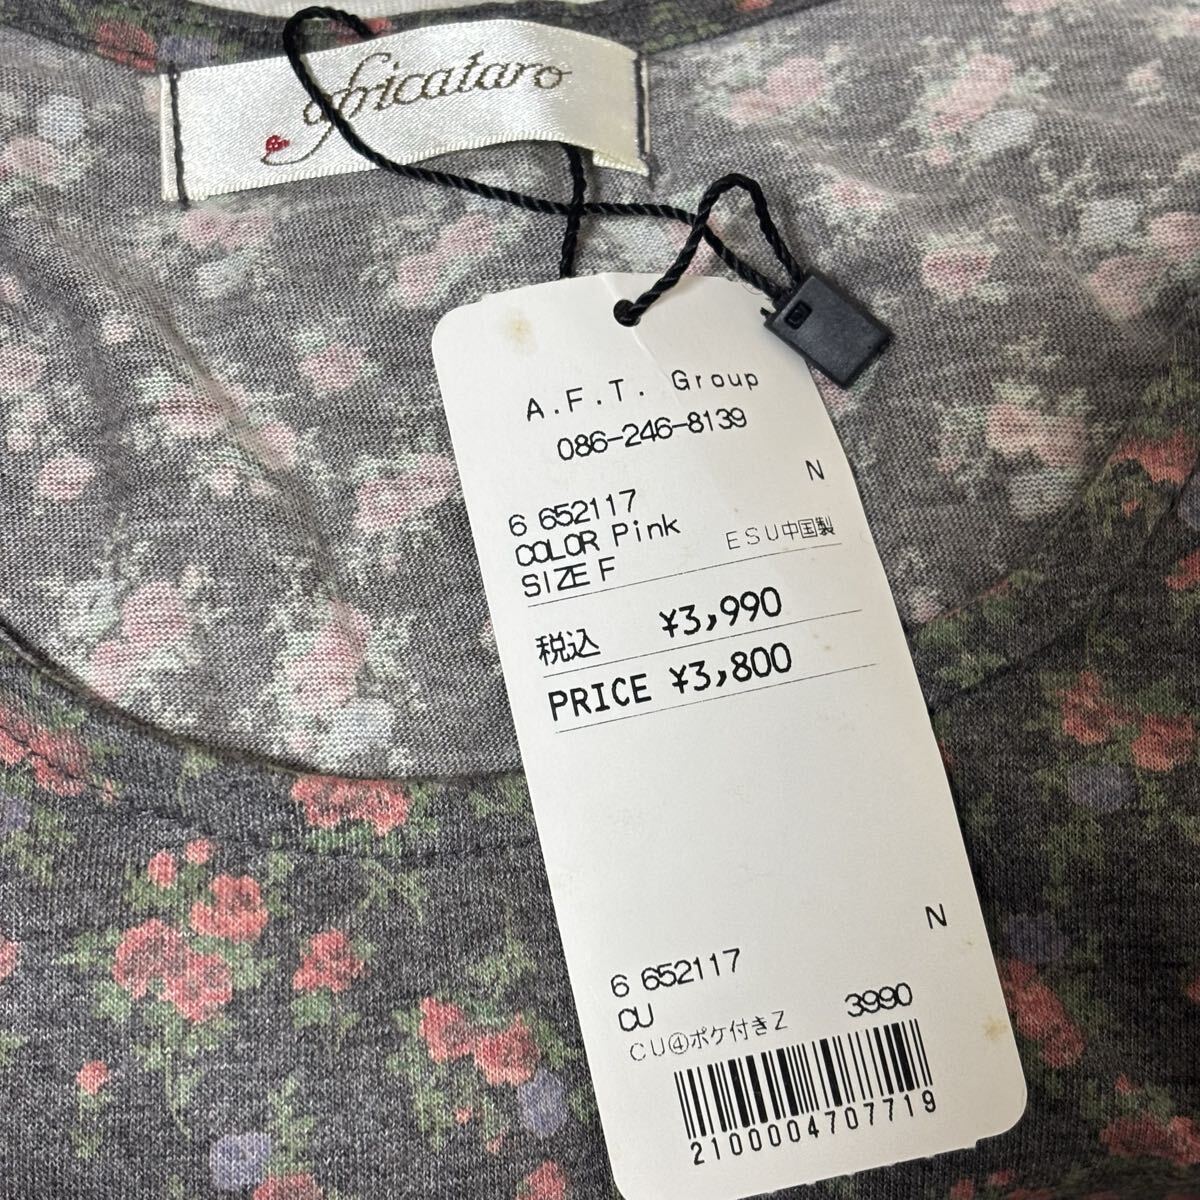 africataro
A.F.T. Group
086-246-8139
N
6 652117
COLOR Pink
ESU中国製
SIZE F
税込 ¥3,990
PRICE ¥3,800
N
6 652117
CU 3990
CU④ポケ付きZ
2100004707719